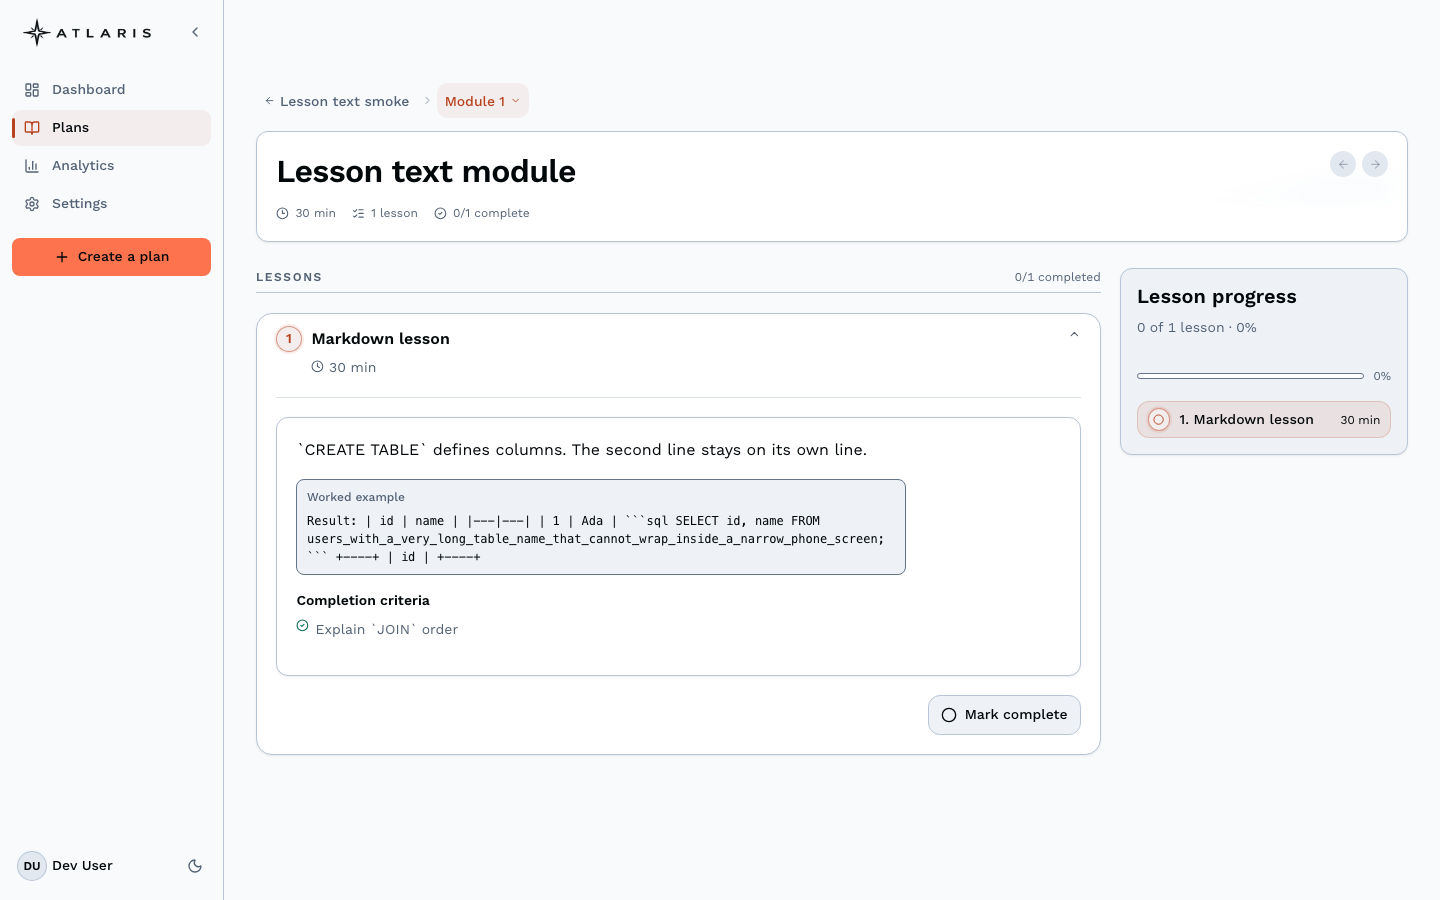 ATLARIS
Dashboard
Plans
Analytics
Settings
Create a plan
Lesson text smoke
Module 1
Lesson text module
30 min
1 lesson
0/1 complete
LESSONS
0/1 completed
1
Markdown lesson
30 min
`CREATE TABLE` defines columns. The second line stays on its own line.
Worked example
Result: | id | name | |---|---| | 1 | Ada | ```sql SELECT id, name FROM
users_with_a_very_long_table_name_that_cannot_wrap_inside_a_narrow_phone_screen;
``` +----+ | id | +----+
Completion criteria
Explain `JOIN` order
Mark complete
Lesson progress
0 of 1 lesson · 0%
0%
1. Markdown lesson
30 min
DU
Dev User